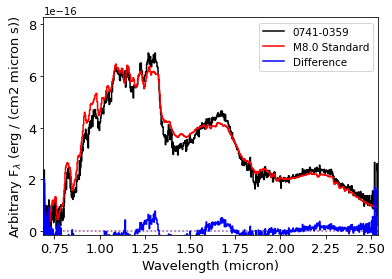 1e−16
0741-0359
M8.0 Standard
Difference
8
6
4
2
0
Arbitrary Fλ (erg / (cm2 micron s))
0.75 1.00 1.25 1.50 1.75 2.00 2.25 2.50
Wavelength (micron)